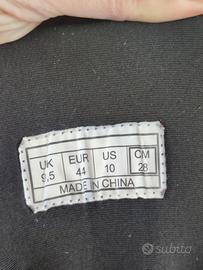 UK EUR US CM
9,5 44 10 28
MADE IN CHINA
subito